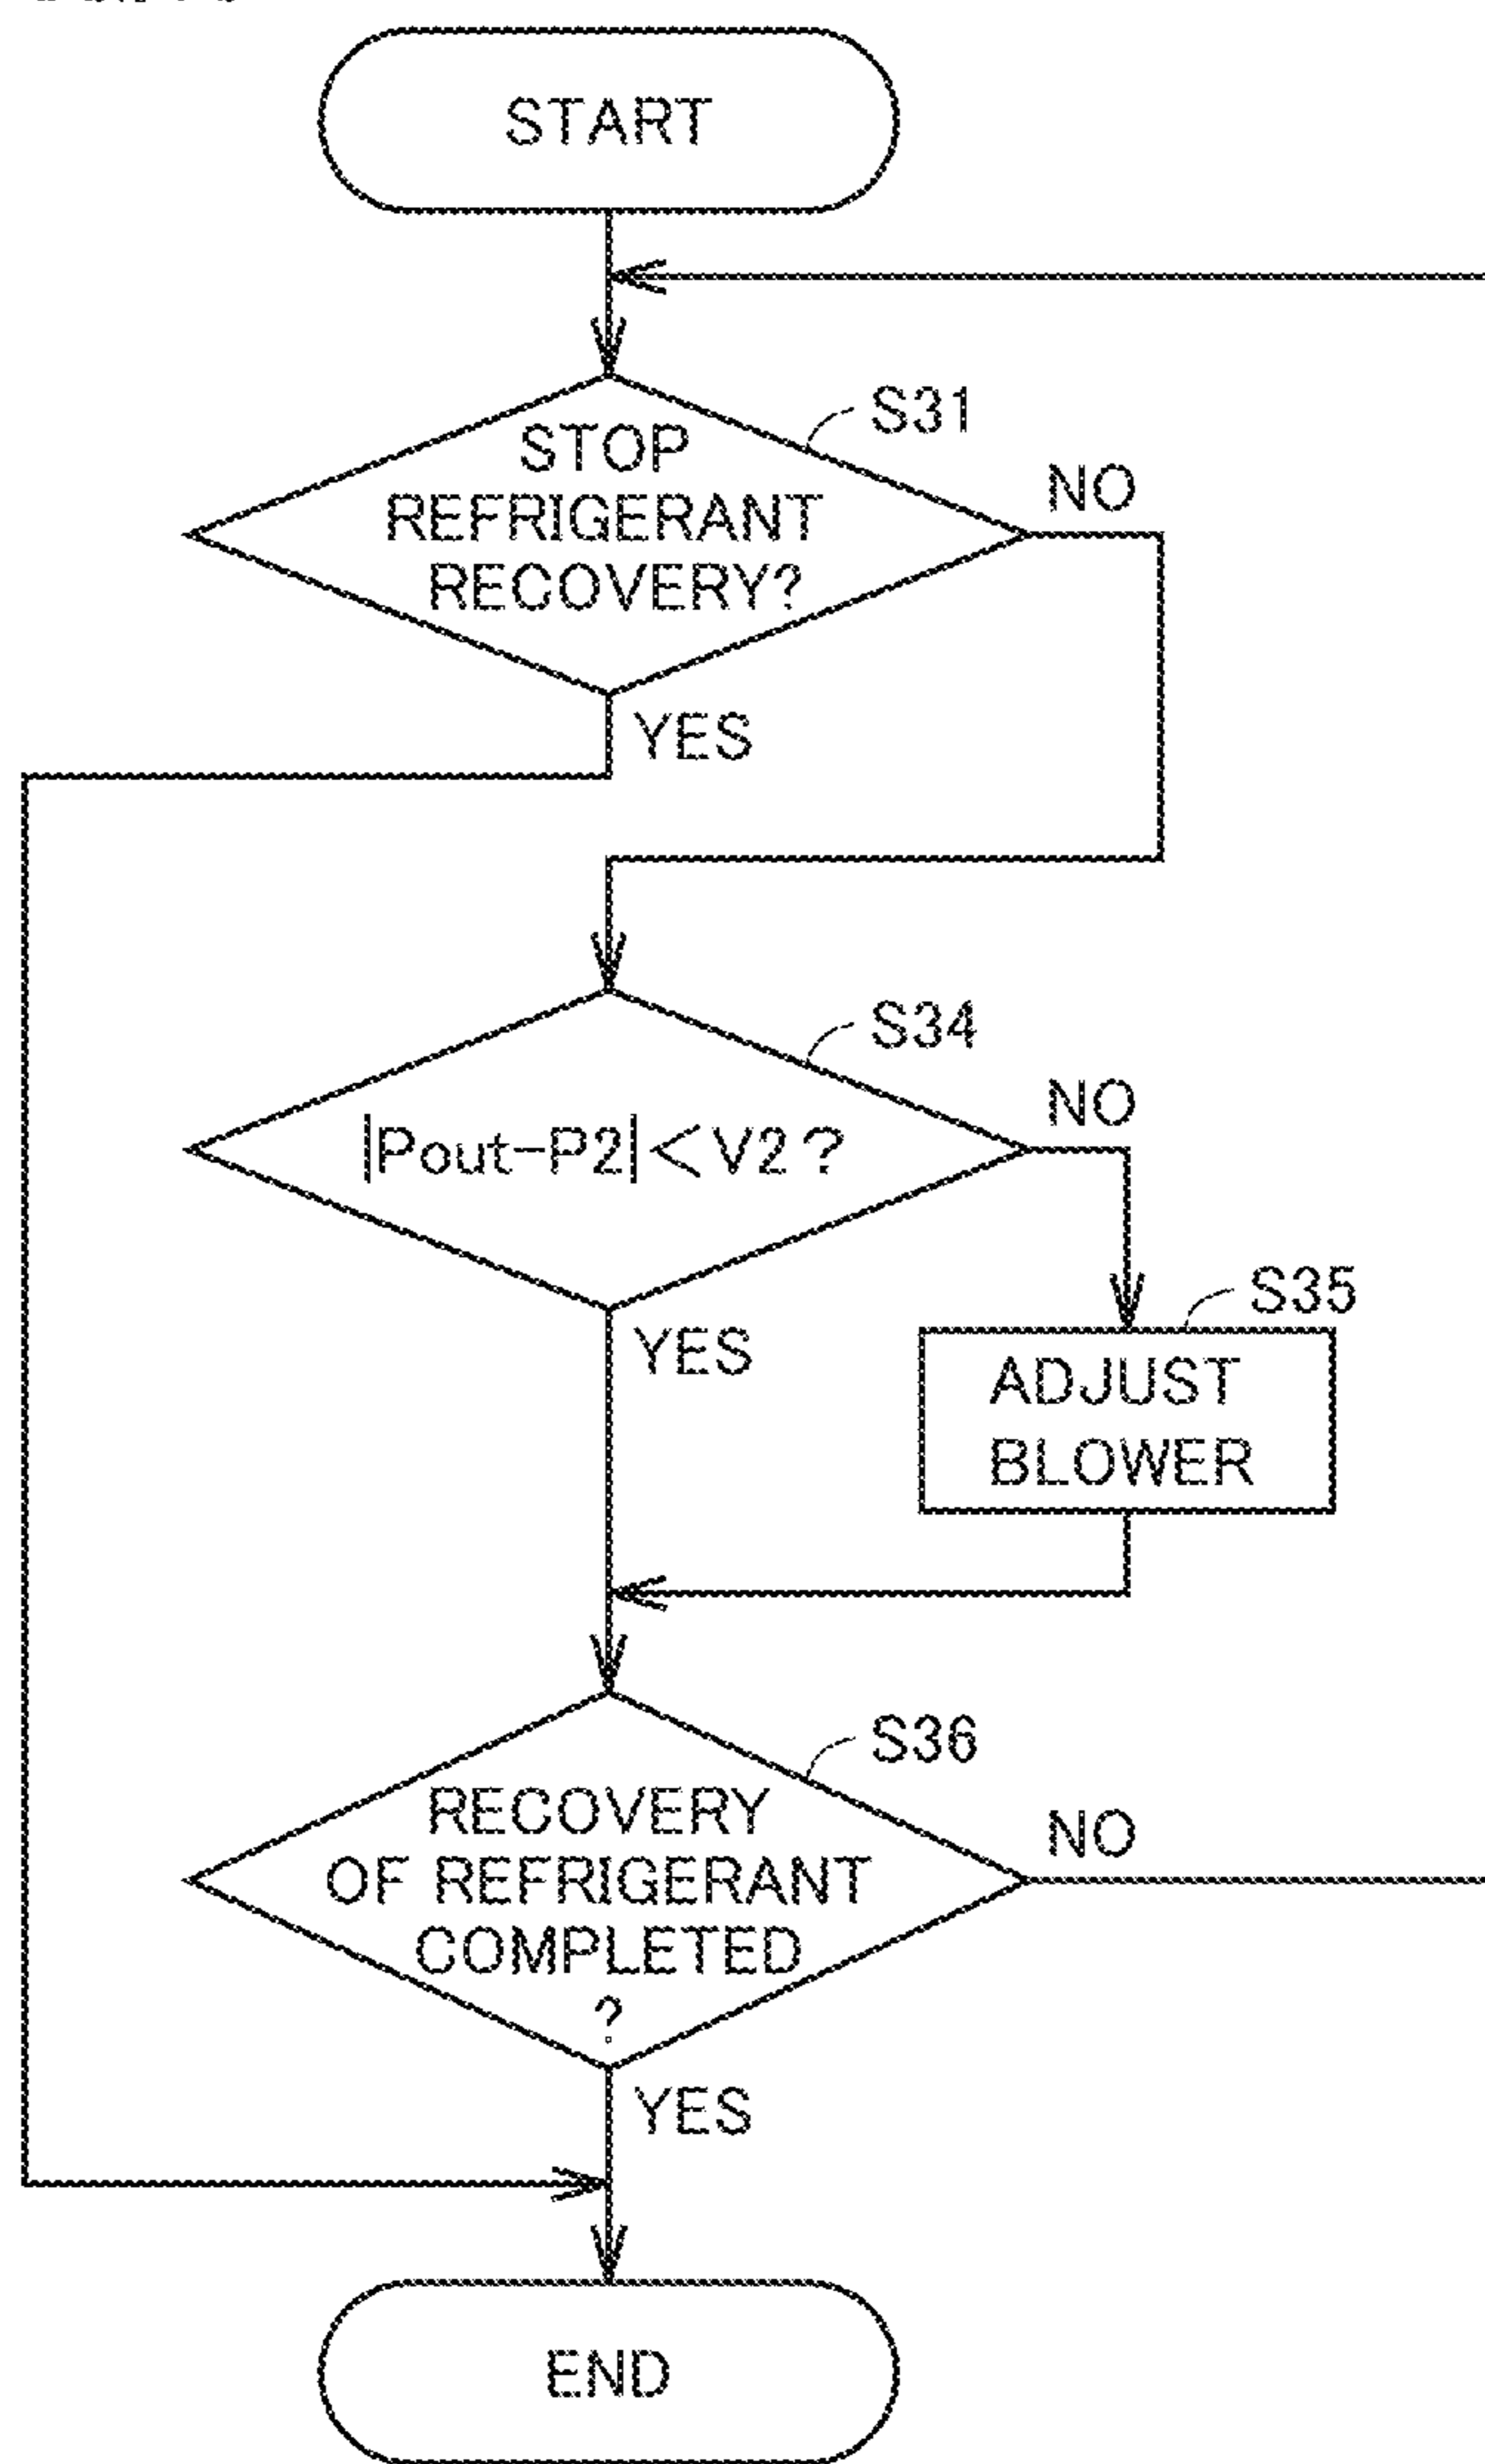 START
S31
STOP
REFRIGERANT
RECOVERY?
NO
YES
S34
|Pout-P2|<V2?
NO
YES
S35
ADJUST
BLOWER
S36
RECOVERY
OF REFRIGERANT
COMPLETED
?
NO
YES
END